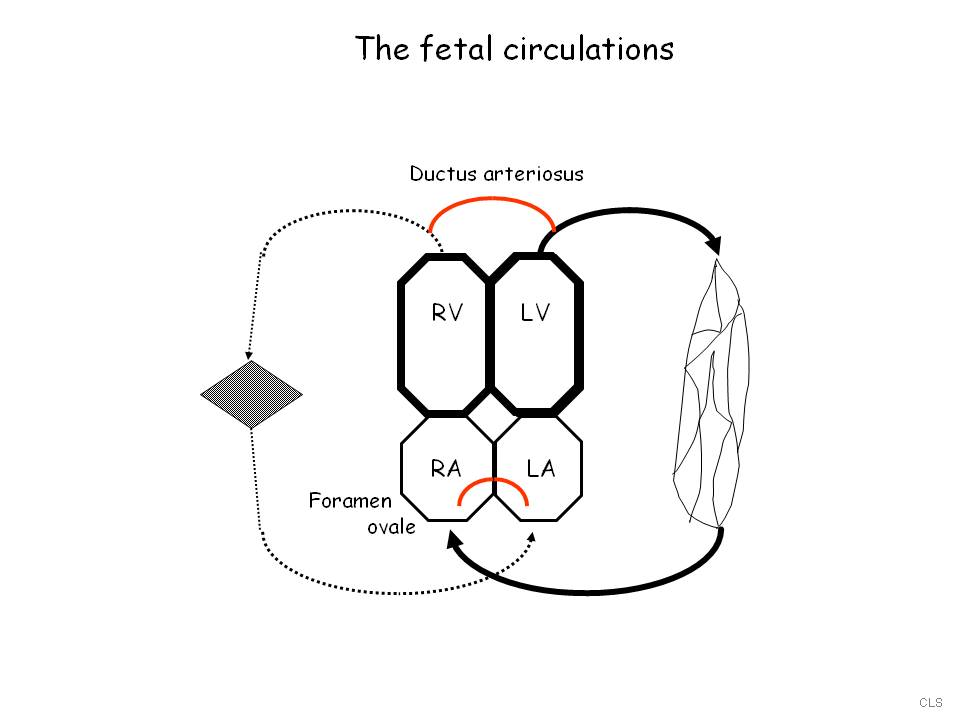 The fetal circulations
Ductus arteriosus
RV
LV
RA
LA
Foramen
ovale
CLS